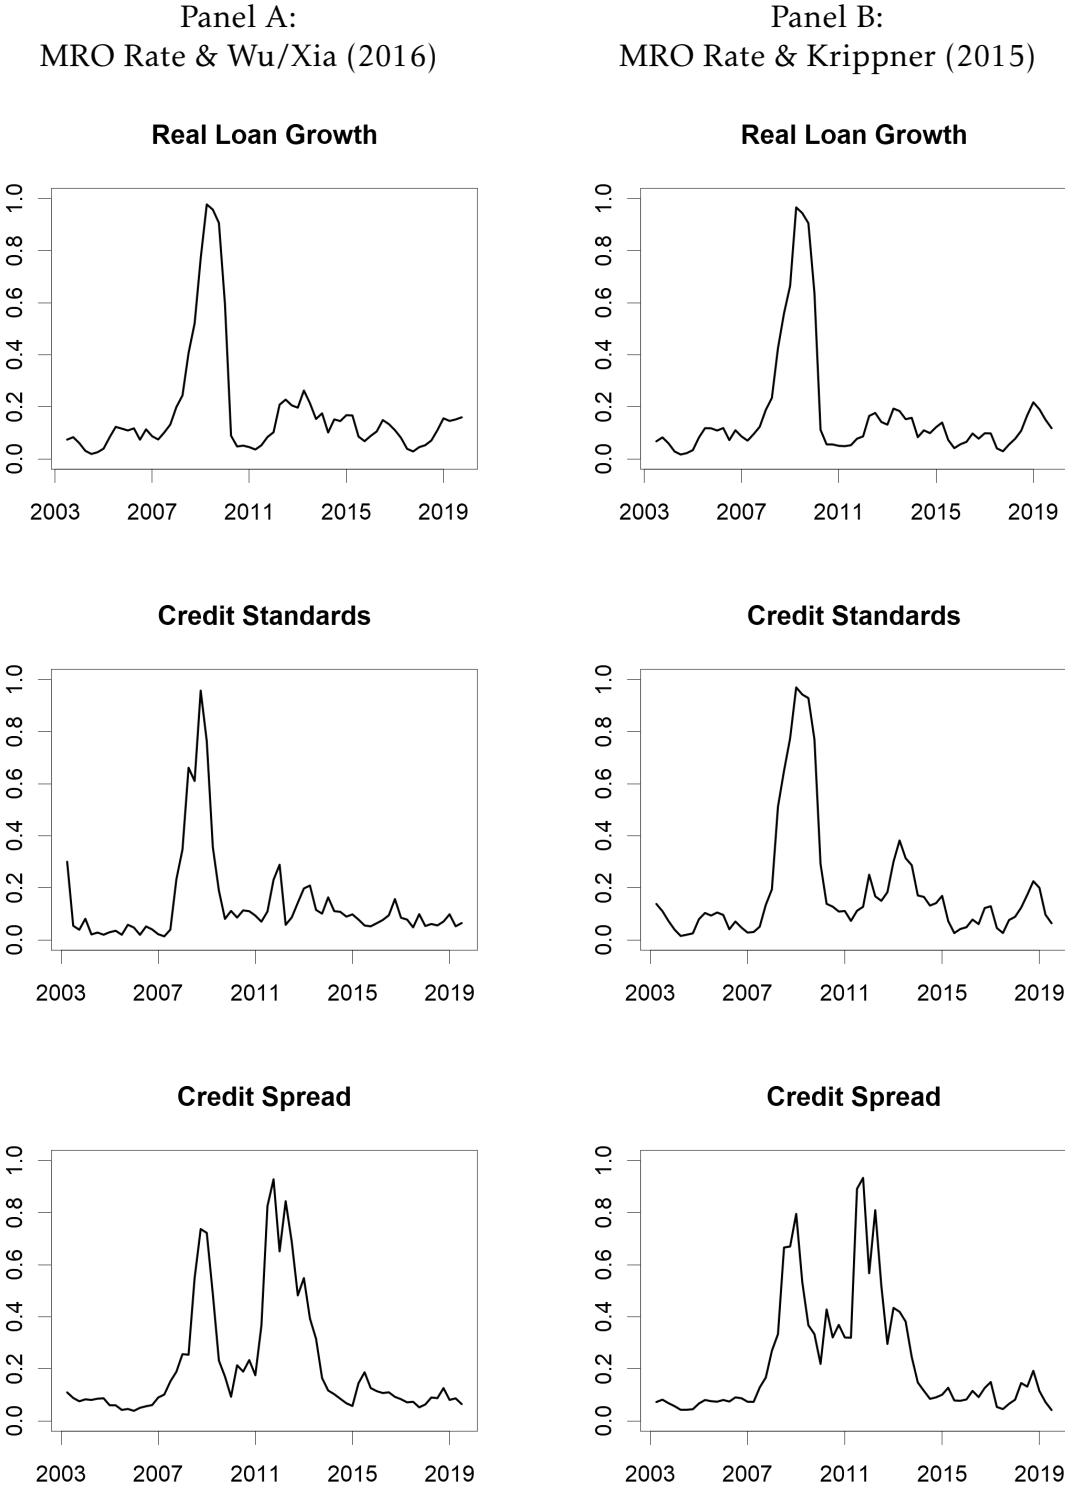 Panel A:
MRO Rate & Wu/Xia (2016)
Panel B:
MRO Rate & Krippner (2015)
Real Loan Growth
1.0
0.8
0.6
0.4
0.2
0.0
2003 2007 2011 2015 2019
Real Loan Growth
1.0
0.8
0.6
0.4
0.2
0.0
2003 2007 2011 2015 2019
Credit Standards
1.0
0.8
0.6
0.4
0.2
0.0
2003 2007 2011 2015 2019
Credit Standards
1.0
0.8
0.6
0.4
0.2
0.0
2003 2007 2011 2015 2019
Credit Spread
1.0
0.8
0.6
0.4
0.2
0.0
2003 2007 2011 2015 2019
Credit Spread
1.0
0.8
0.6
0.4
0.2
0.0
2003 2007 2011 2015 2019